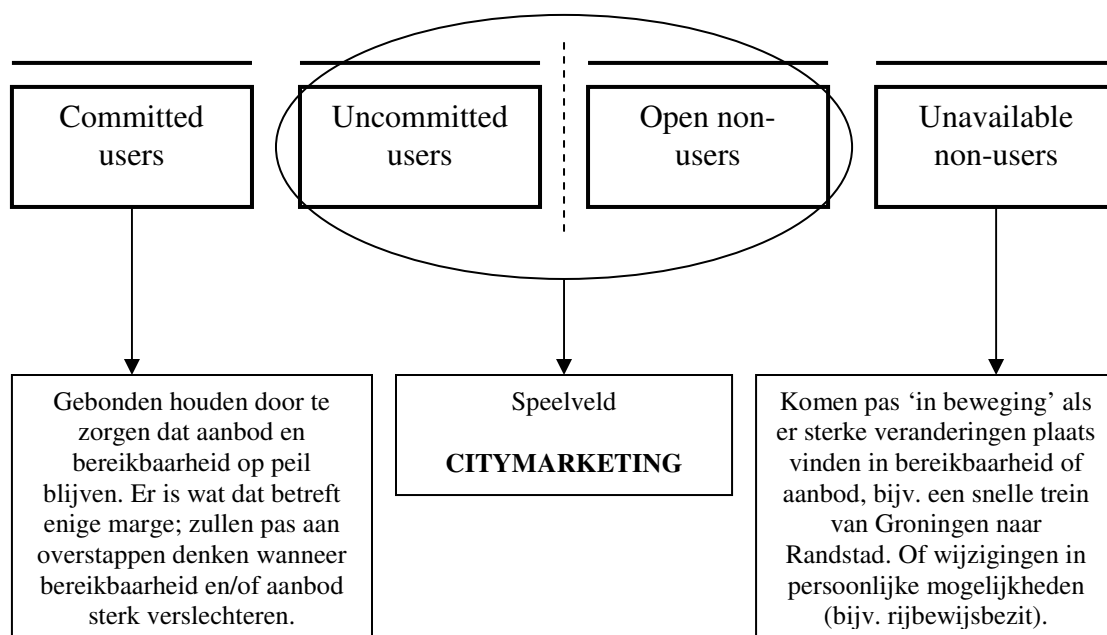 Committed
users
Uncommitted
users
Open non-
users
Unavailable
non-users
Gebonden houden door te
zorgen dat aanbod en
bereikbaarheid op peil
blijven. Er is wat dat betreft
enige marge; zullen pas aan
overstappen denken wanneer
bereikbaarheid en/of aanbod
sterk verslechteren.
Speelveld
CITYMARKETING
Komen pas ‘in beweging’ als
er sterke veranderingen plaats
vinden in bereikbaarheid of
aanbod, bijv. een snelle trein
van Groningen naar
Randstad. Of wijzigingen in
persoonlijke mogelijkheden
(bijv. rijbewijsbezit).